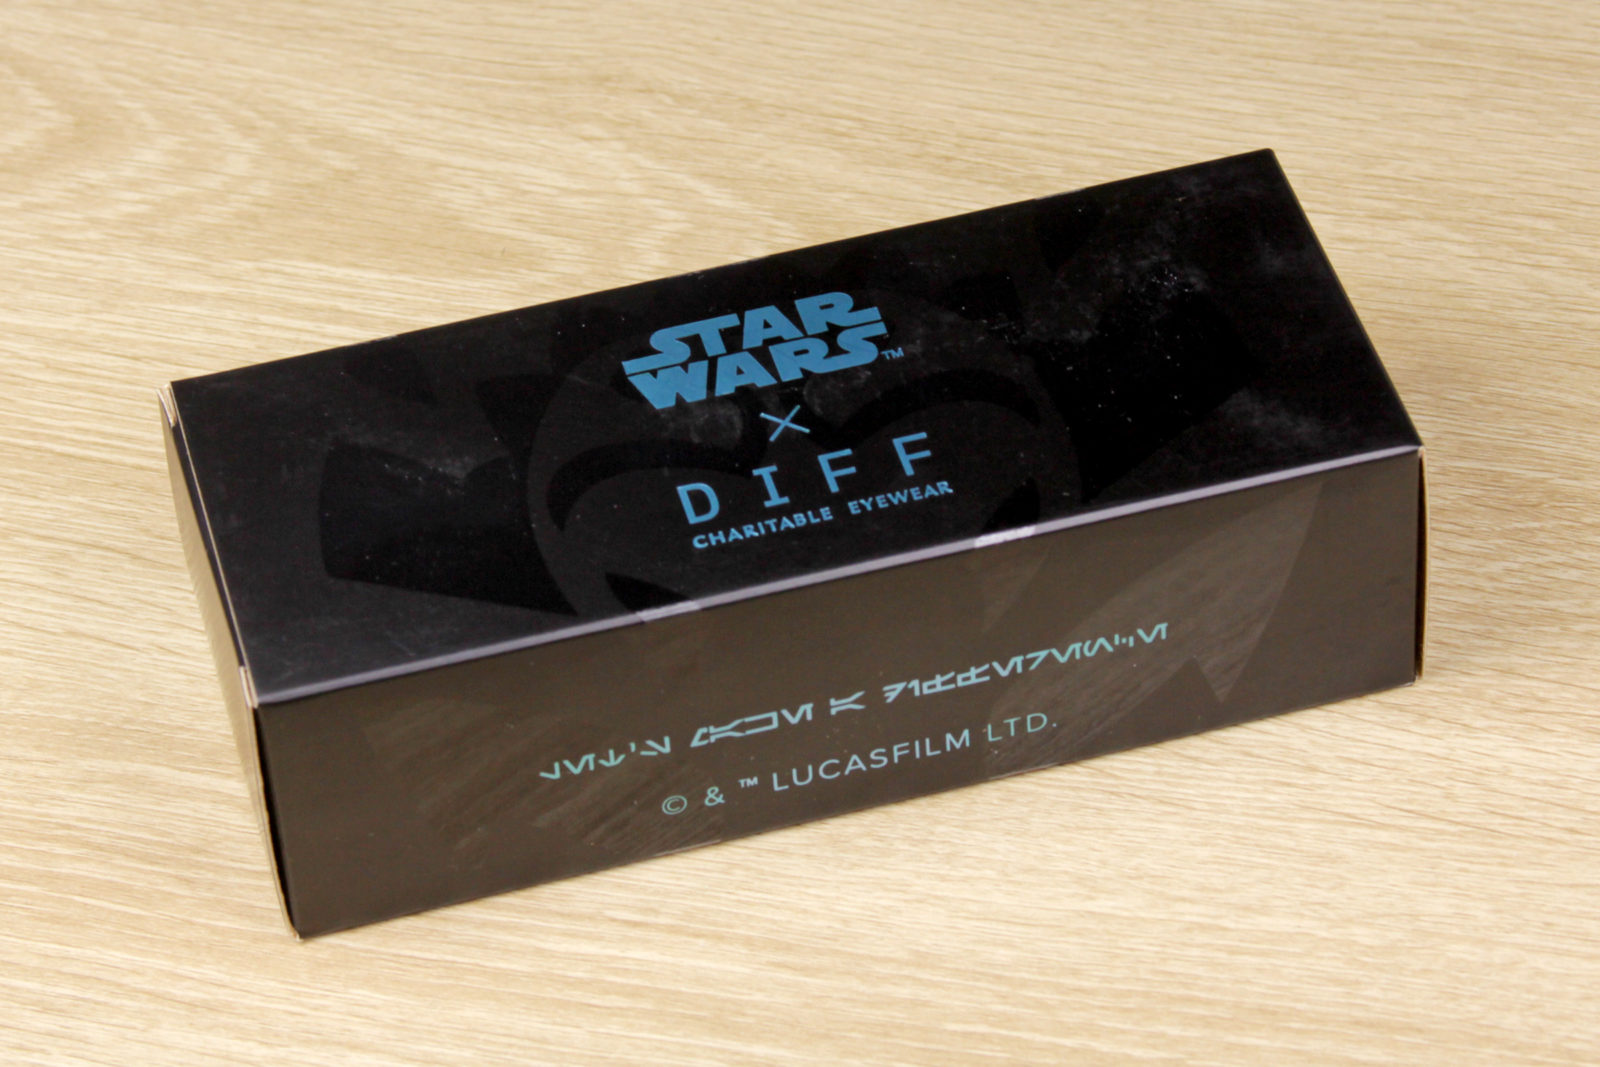 STAR
WARS™
×
DIFF
CHARITABLE EYEWEAR
© & ™ LUCASFILM LTD.